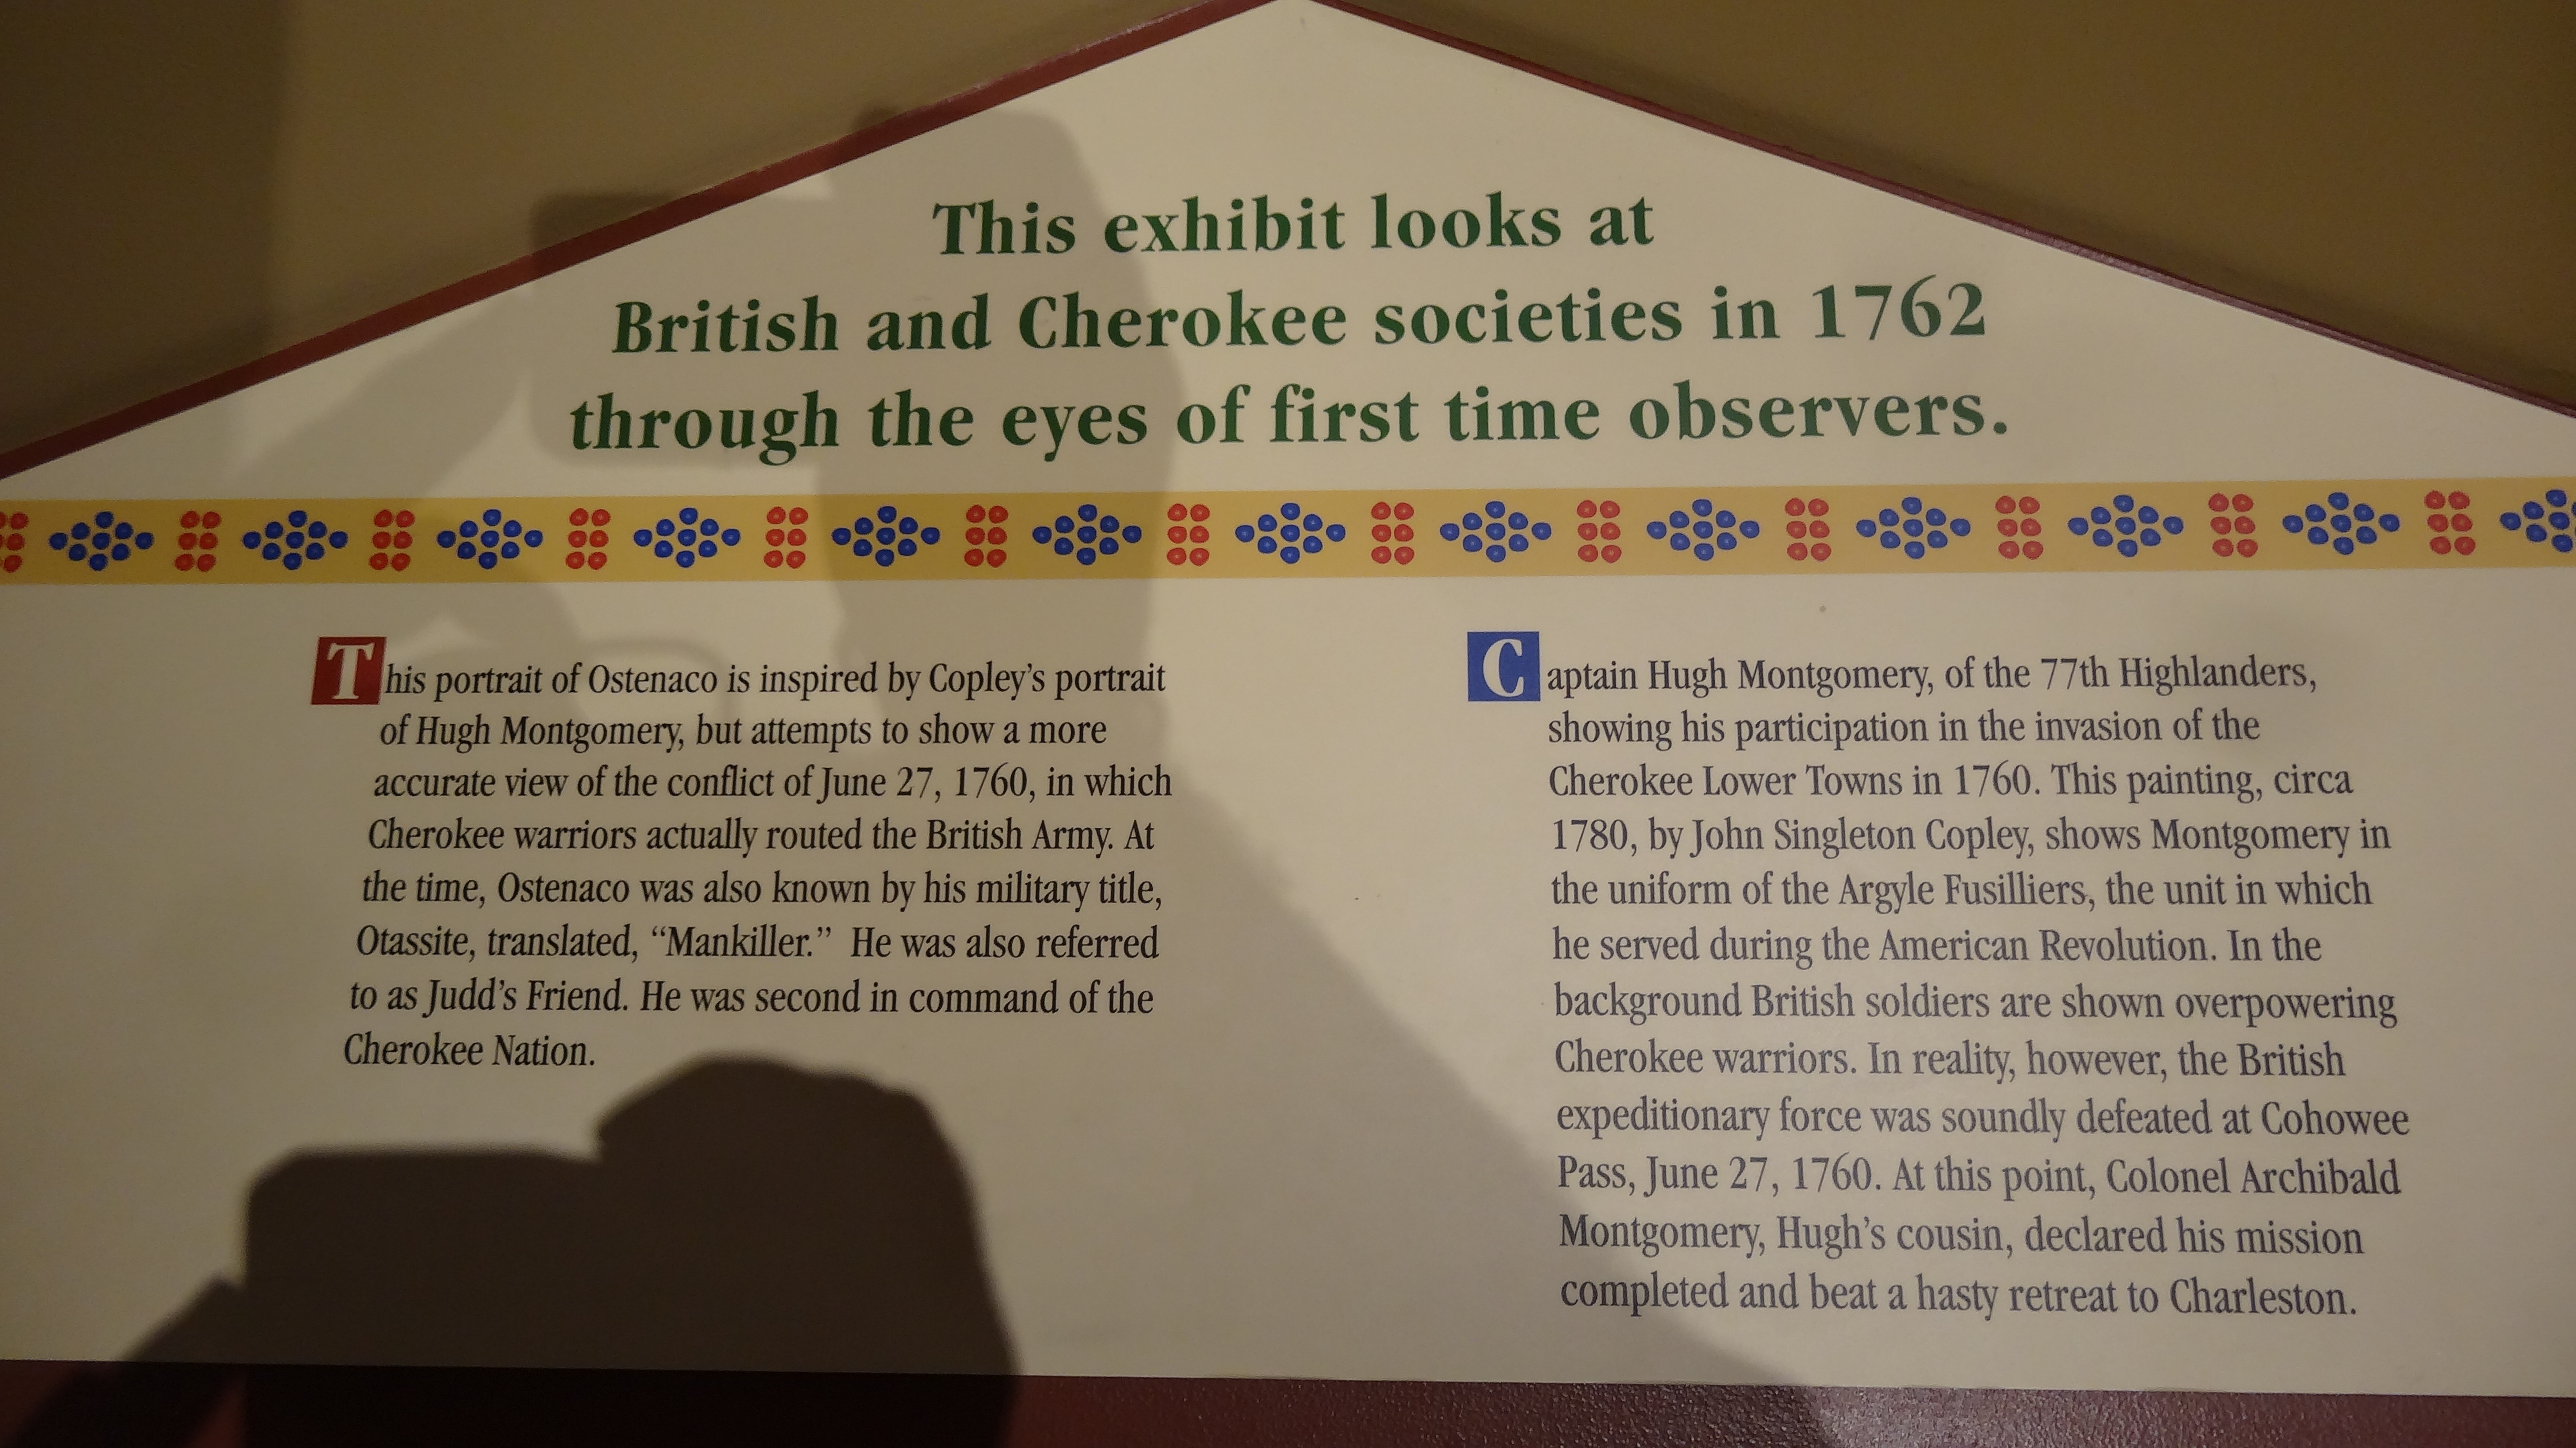 This exhibit looks at
British and Cherokee societies in 1762
through the eyes of first time observers.
This portrait of Ostenaco is inspired by Copley's portrait
of Hugh Montgomery, but attempts to show a more
accurate view of the conflict of June 27, 1760, in which
Cherokee warriors actually routed the British Army. At
the time, Ostenaco was also known by his military title,
Otassite, translated, “Mankiller.” He was also referred
to as Judd's Friend. He was second in command of the
Cherokee Nation.
Captain Hugh Montgomery, of the 77th Highlanders,
showing his participation in the invasion of the
Cherokee Lower Towns in 1760. This painting, circa
1780, by John Singleton Copley, shows Montgomery in
the uniform of the Argyle Fusilliers, the unit in which
he served during the American Revolution. In the
background British soldiers are shown overpowering
Cherokee warriors. In reality, however, the British
expeditionary force was soundly defeated at Cohowee
Pass, June 27, 1760. At this point, Colonel Archibald
Montgomery, Hugh's cousin, declared his mission
completed and beat a hasty retreat to Charleston.